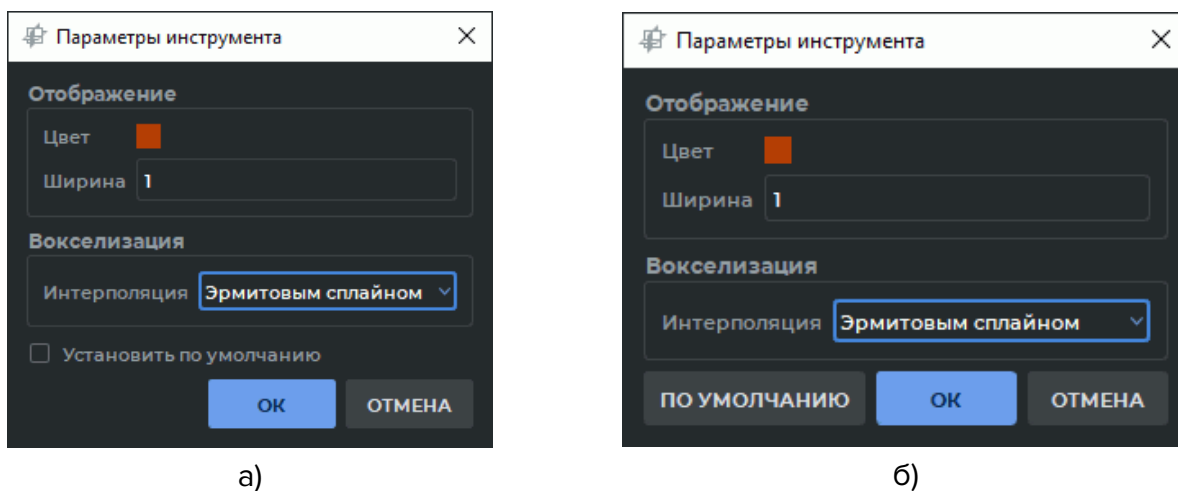 Параметры инструмента
Отображение
Цвет
Ширина 1
Вокселизация
Интерполяция Эрмитовым сплайном
Установить по умолчанию
ОК ОТМЕНА
а)
Параметры инструмента
Отображение
Цвет
Ширина 1
Вокселизация
Интерполяция Эрмитовым сплайном
ПО УМОЛЧАНИЮ ОК ОТМЕНА
б)